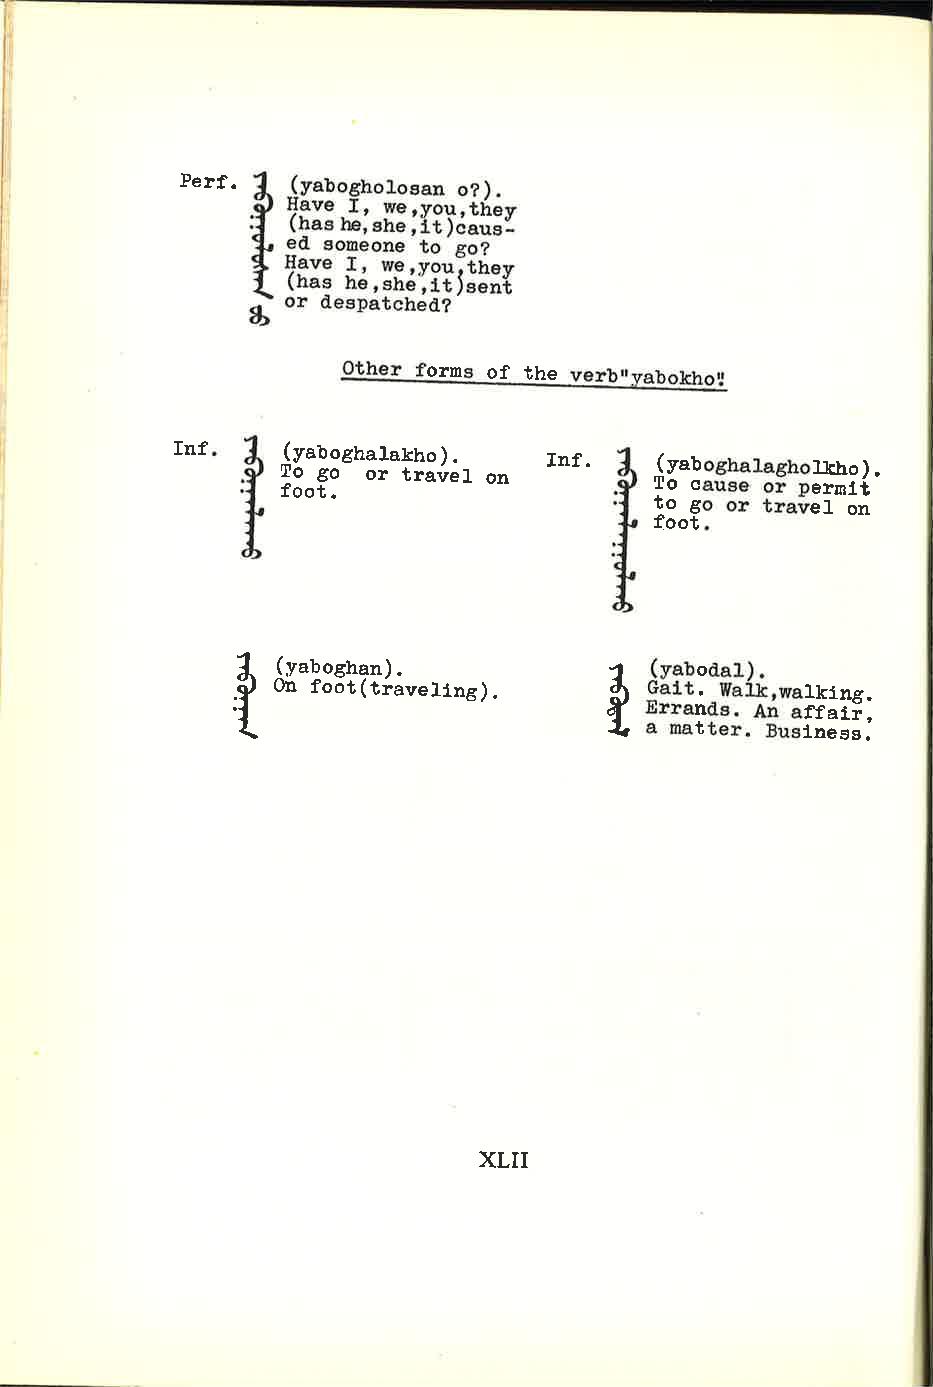 Perf. (yabogholosan o?).
Have I, we,you,they
(has he,she,it)caus-
ed someone to go?
Have I, we,you,they
(has he,she,it)sent
or despatched?
Other forms of the verb"yabokho"!
Inf. (yaboghalakho).
To go or travel on
foot.
Inf. (yaboghalagholkho).
To cause or permit
to go or travel on
foot.
(yaboghan).
On foot(traveling).
(yabodal).
Gait. Walk,walking.
Errands. An affair,
a matter. Business.
XLII